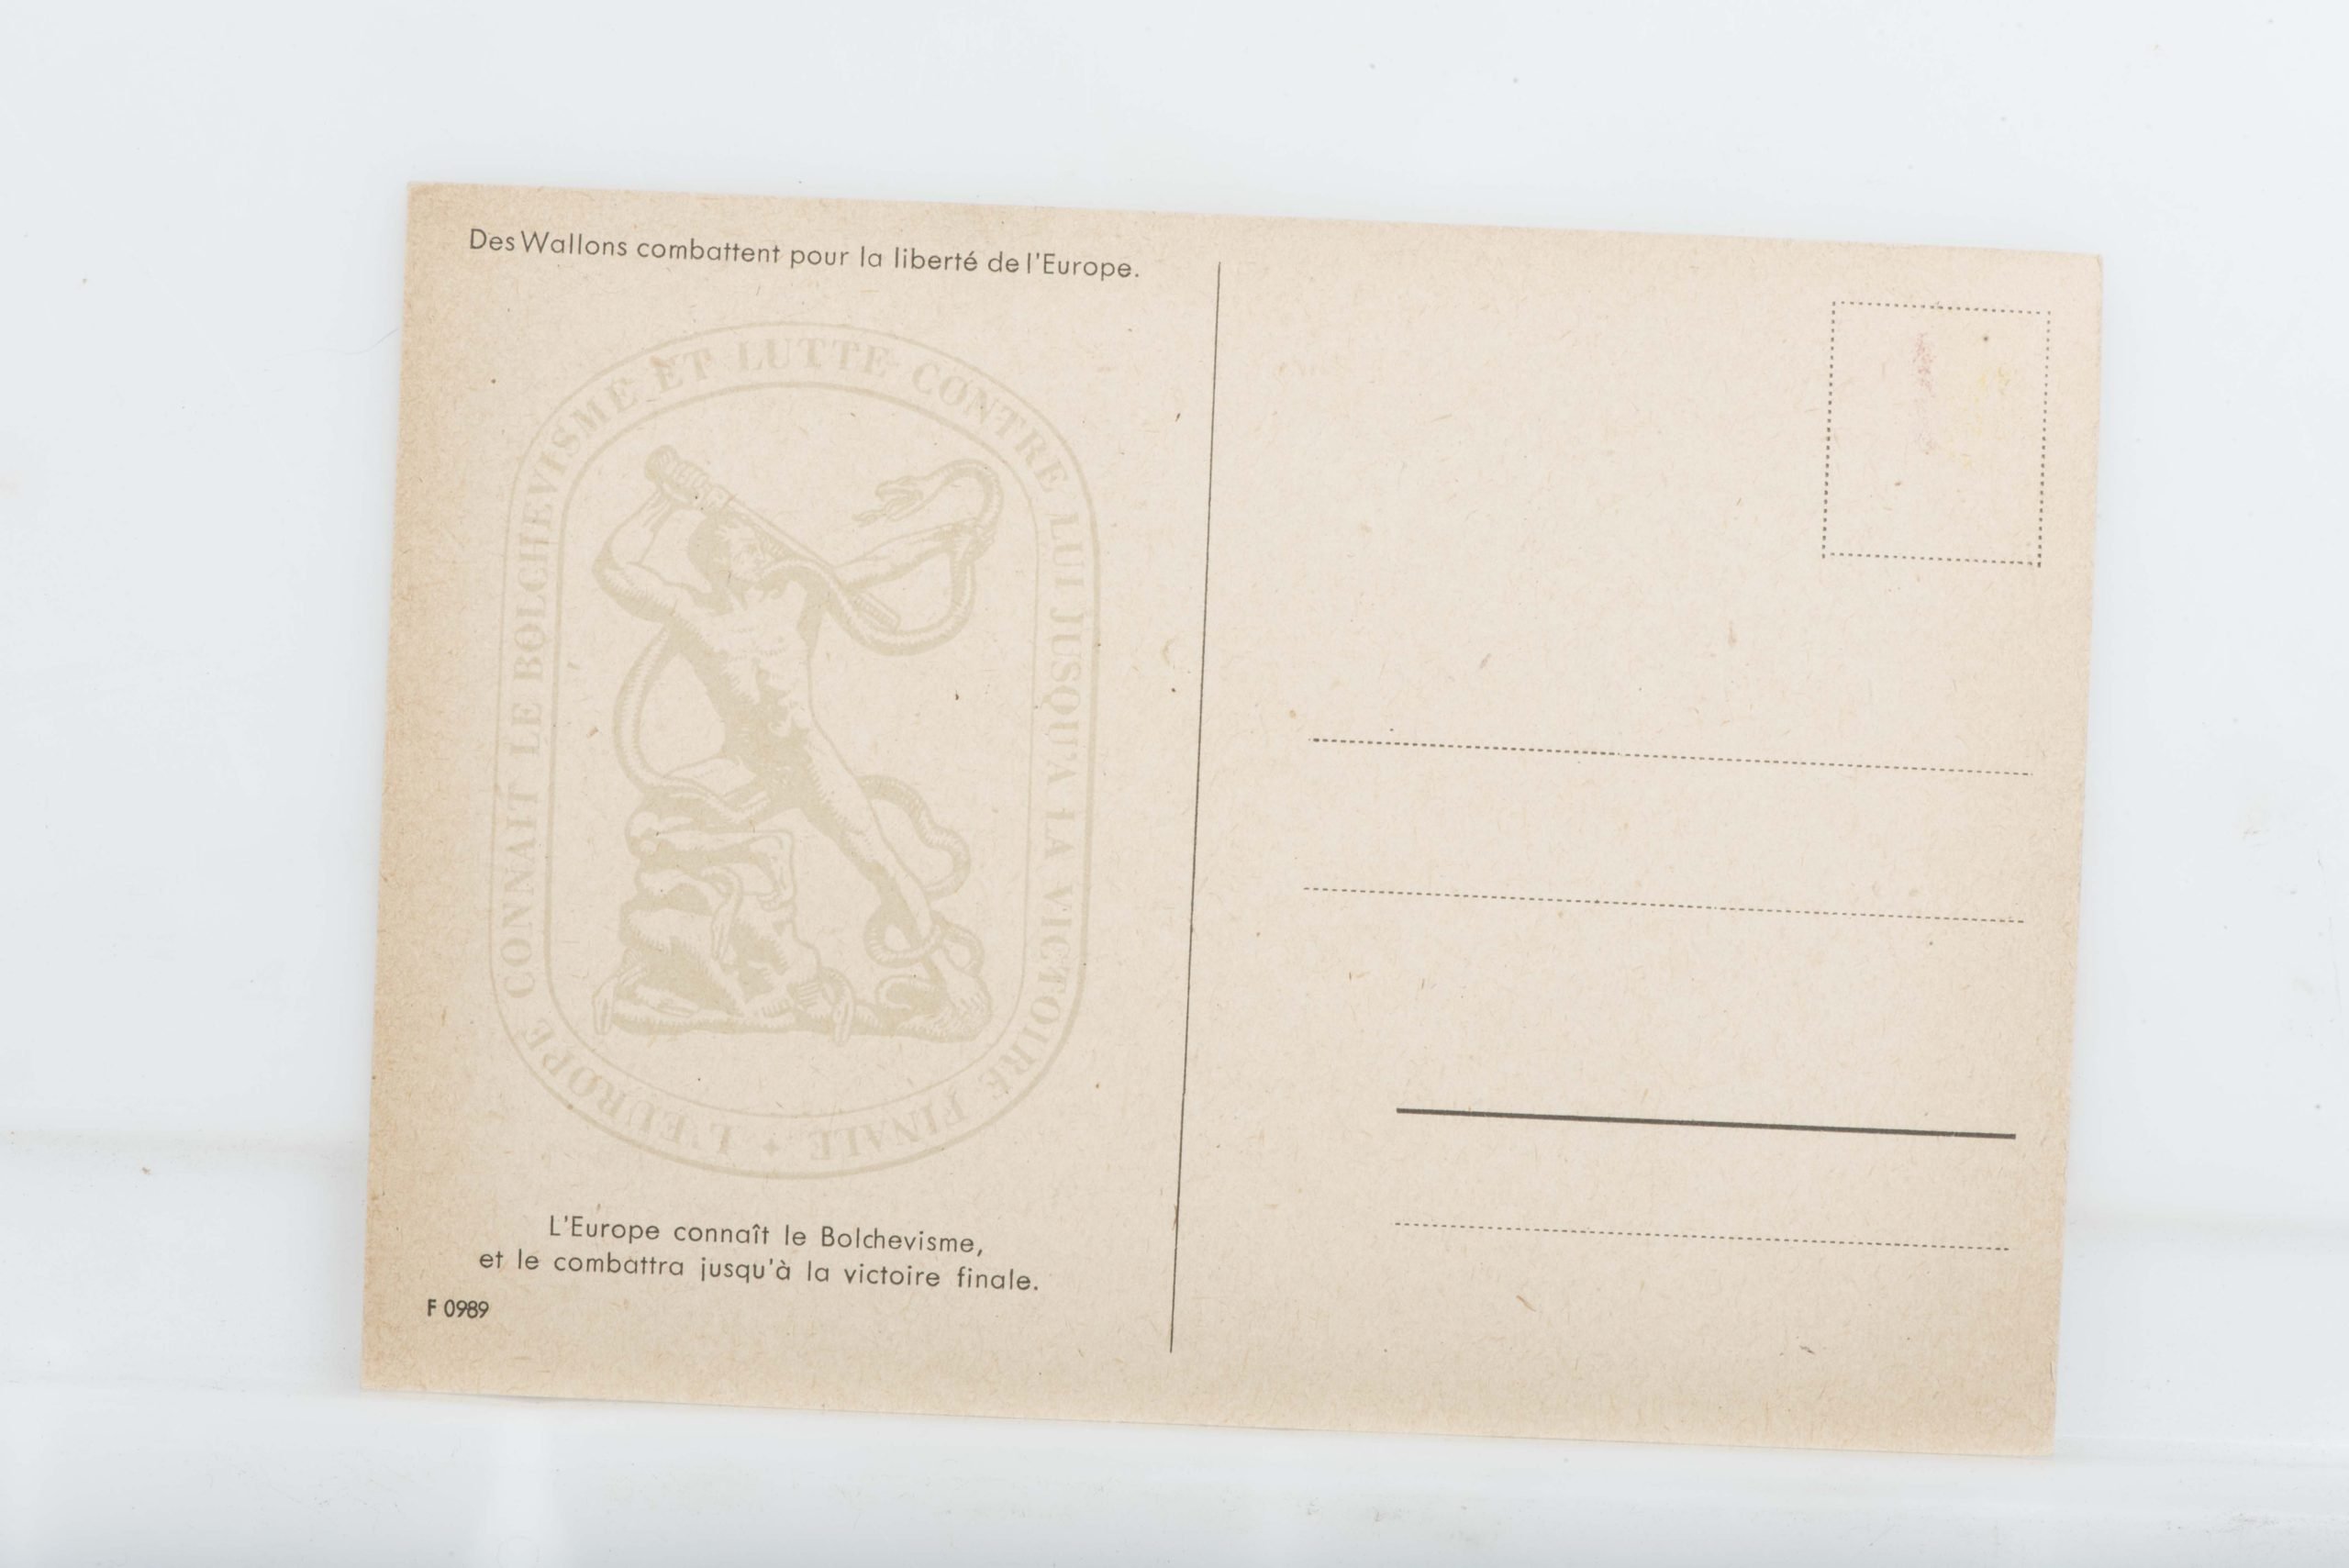 Des Wallons combattent pour la liberté de l'Europe.
L'EUROPE CONNAIT LE BOLCHEVISME ET LUTTE CONTRE LUI JUSQU'A LA VICTOIRE FINALE ✦
L'Europe connaît le Bolchevisme,
et le combattra jusqu'à la victoire finale.
F 0989